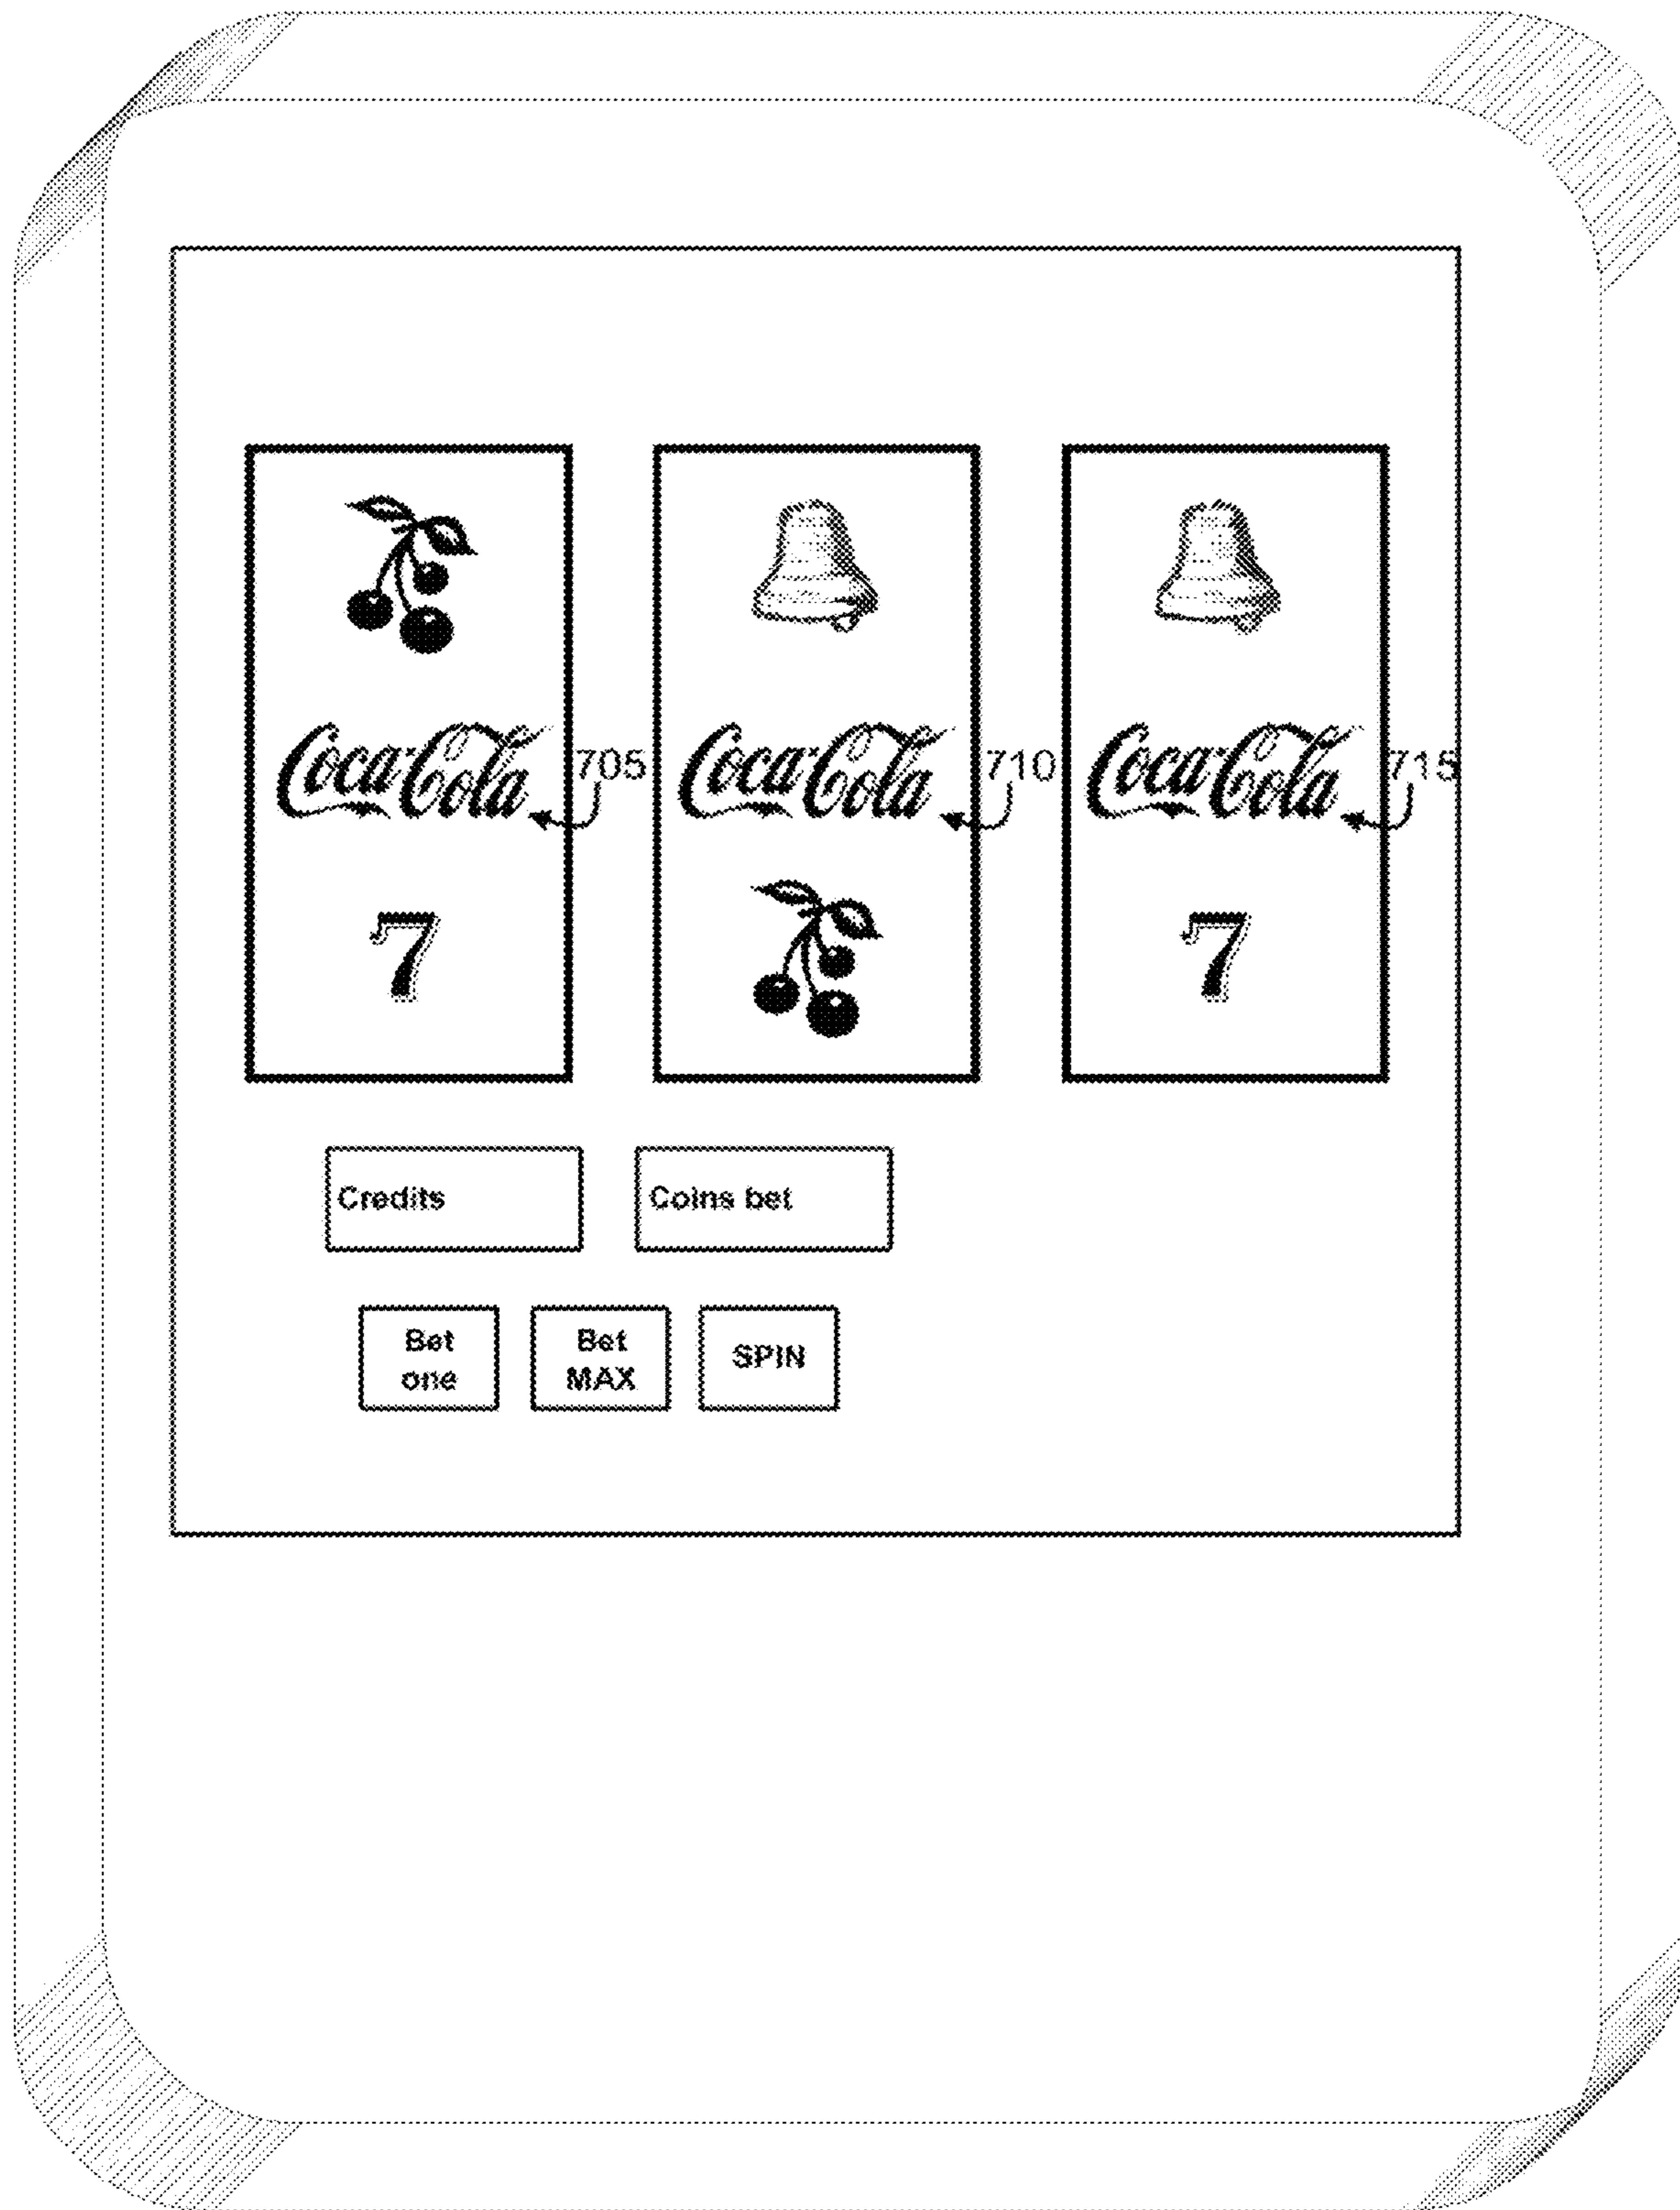 Coca-Cola 705 Coca-Cola 710 Coca-Cola 715
7 7
Credits Coins bet
Bet one Bet MAX SPIN